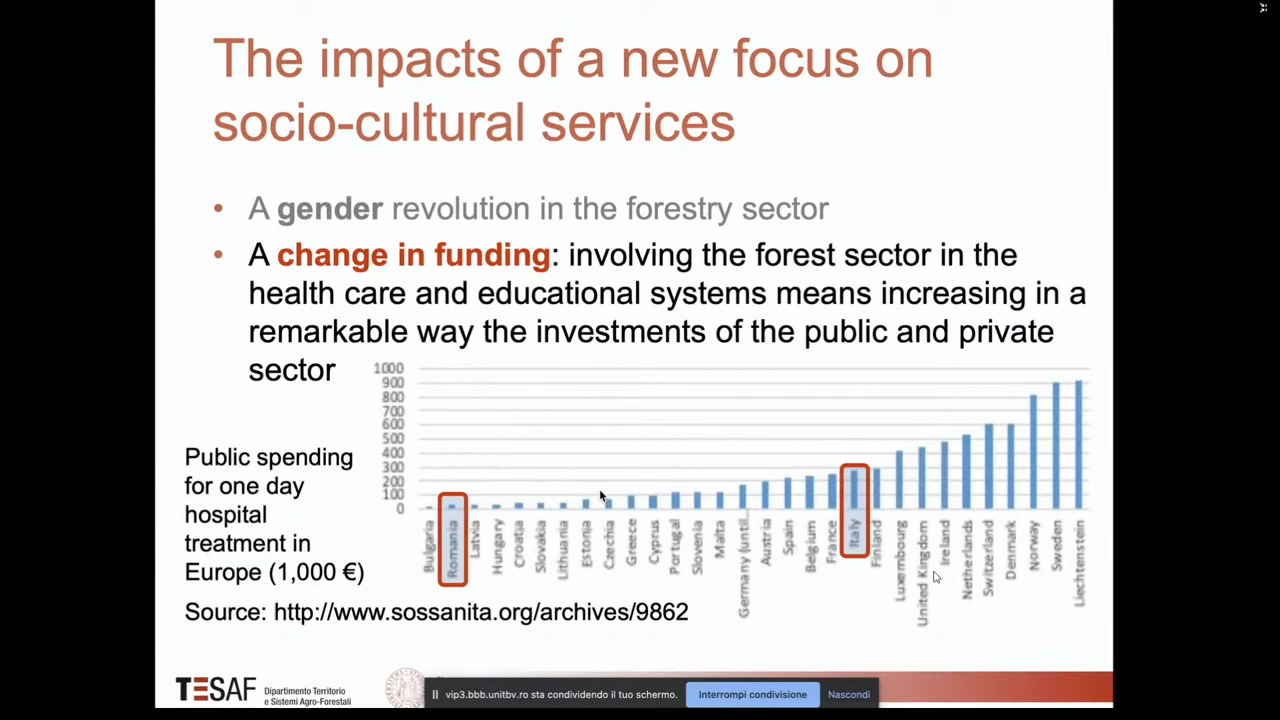 The impacts of a new focus on
socio-cultural services
• A gender revolution in the forestry sector
• A change in funding: involving the forest sector in the
health care and educational systems means increasing in a
remarkable way the investments of the public and private
sector
1000
900
800
700
600
500
400
300
200
100
0
Public spending
for one day
hospital
treatment in
Europe (1,000 €)
Bulgaria
Romania
Latvia
Hungary
Croatia
Slovakia
Lithuania
Estonia
Czechia
Greece
Cyprus
Portugal
Slovenia
Malta
Germany (until...
Austria
Spain
Belgium
France
Italy
Finland
Luxembourg
United Kingdom
Ireland
Netherlands
Switzerland
Denmark
Norway
Sweden
Liechtenstein
Source: http://www.sossanita.org/archives/9862
TESAF
Dipartimento Territorio
e Sistemi Agro-Forestali
vip3.bbb.unitbv.ro sta condividendo il tuo schermo.
Interrompi condivisione
Nascondi